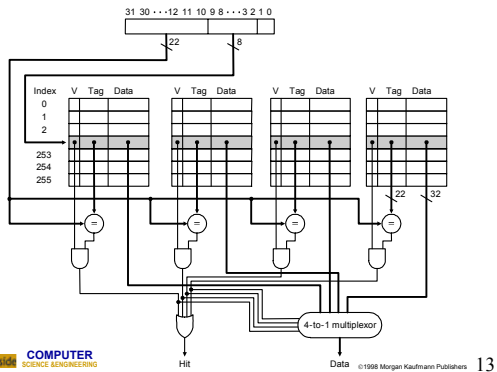 31 30 ··· 12 11 10 9 8 ··· 3 2 1 0
22 8
Index V Tag Data V Tag Data V Tag Data V Tag Data
0
1
2
253
254
255
22 32
= = = =
4-to-1 multiplexor
Hit Data
COMPUTER
SCIENCE & ENGINEERING
©1998 Morgan Kaufmann Publishers 13